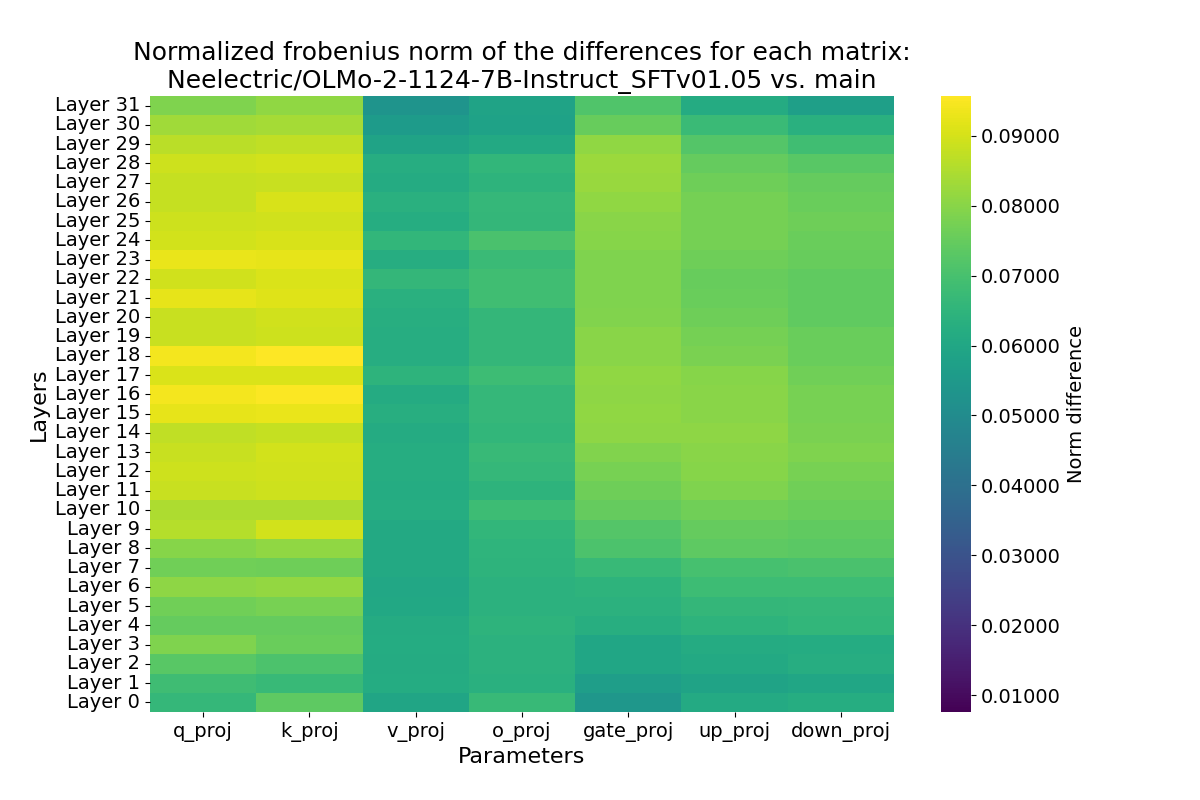 Normalized frobenius norm of the differences for each matrix:
Neelectric/OLMo-2-1124-7B-Instruct_SFTv01.05 vs. main
Layers
Layer 31
Layer 30
Layer 29
Layer 28
Layer 27
Layer 26
Layer 25
Layer 24
Layer 23
Layer 22
Layer 21
Layer 20
Layer 19
Layer 18
Layer 17
Layer 16
Layer 15
Layer 14
Layer 13
Layer 12
Layer 11
Layer 10
Layer 9
Layer 8
Layer 7
Layer 6
Layer 5
Layer 4
Layer 3
Layer 2
Layer 1
Layer 0
q_proj k_proj v_proj o_proj gate_proj up_proj down_proj
Parameters
0.09000
0.08000
0.07000
0.06000
0.05000
0.04000
0.03000
0.02000
0.01000
Norm difference